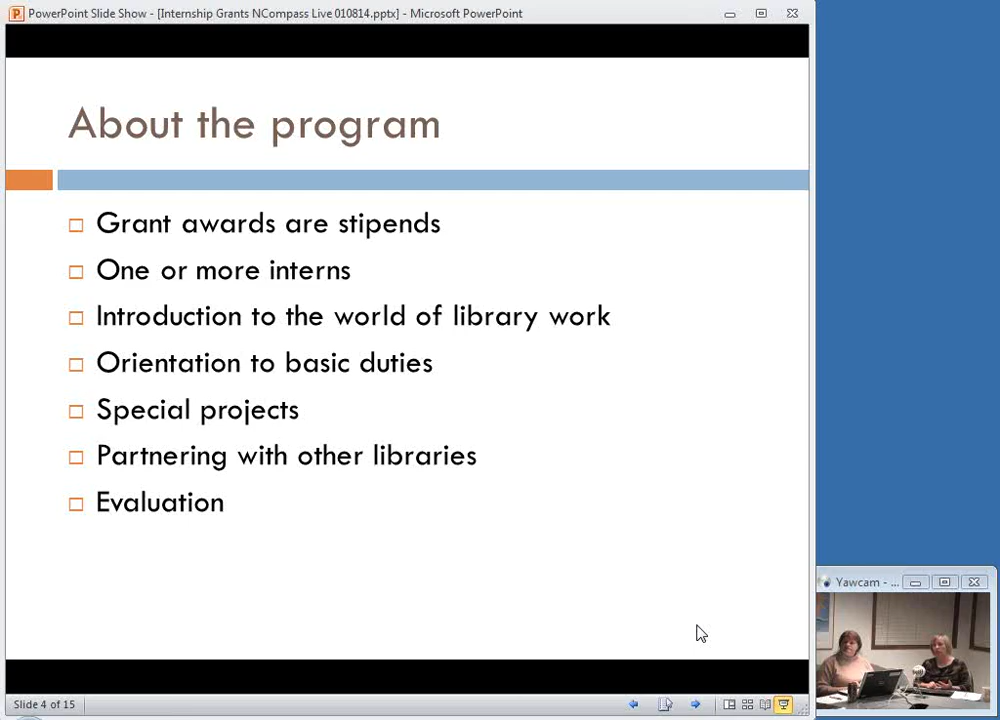 PowerPoint Slide Show - [Internship Grants NCompass Live 010814.pptx] - Microsoft PowerPoint
About the program
Grant awards are stipends
One or more interns
Introduction to the world of library work
Orientation to basic duties
Special projects
Partnering with other libraries
Evaluation
Yawcam - ...
Slide 4 of 15